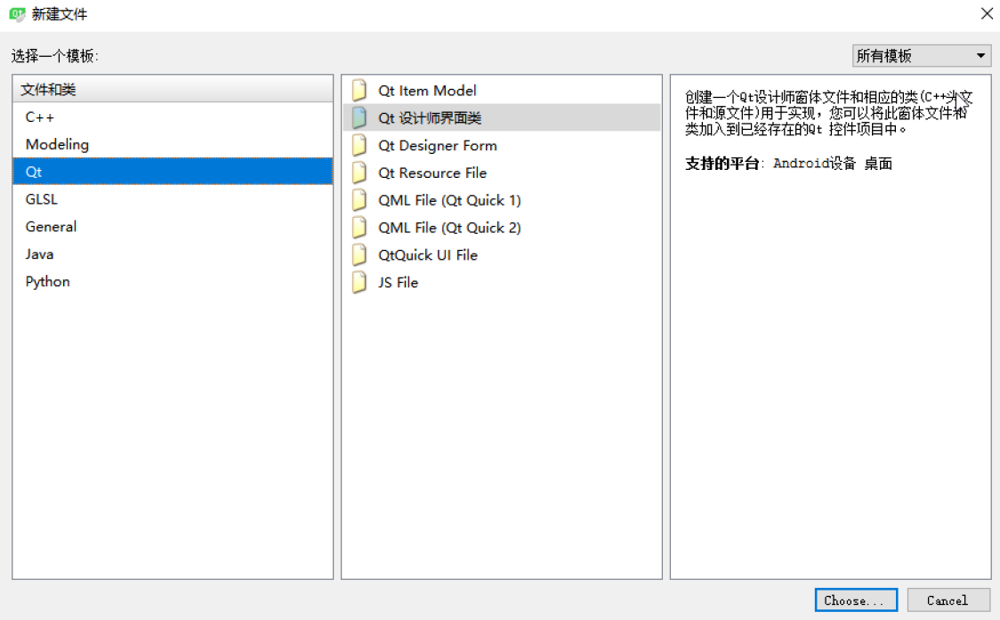 新建文件
选择一个模板:
所有模板
文件和类
C++
Modeling
Qt
GLSL
General
Java
Python
Qt Item Model
Qt 设计师界面类
Qt Designer Form
Qt Resource File
QML File (Qt Quick 1)
QML File (Qt Quick 2)
QtQuick UI File
JS File
创建一个Qt设计师窗体文件和相应的类(C++头文
件和源文件)用于实现，您可以将此窗体文件和
类加入到已经存在的Qt 控件项目中。
支持的平台: Android设备 桌面
Choose...
Cancel